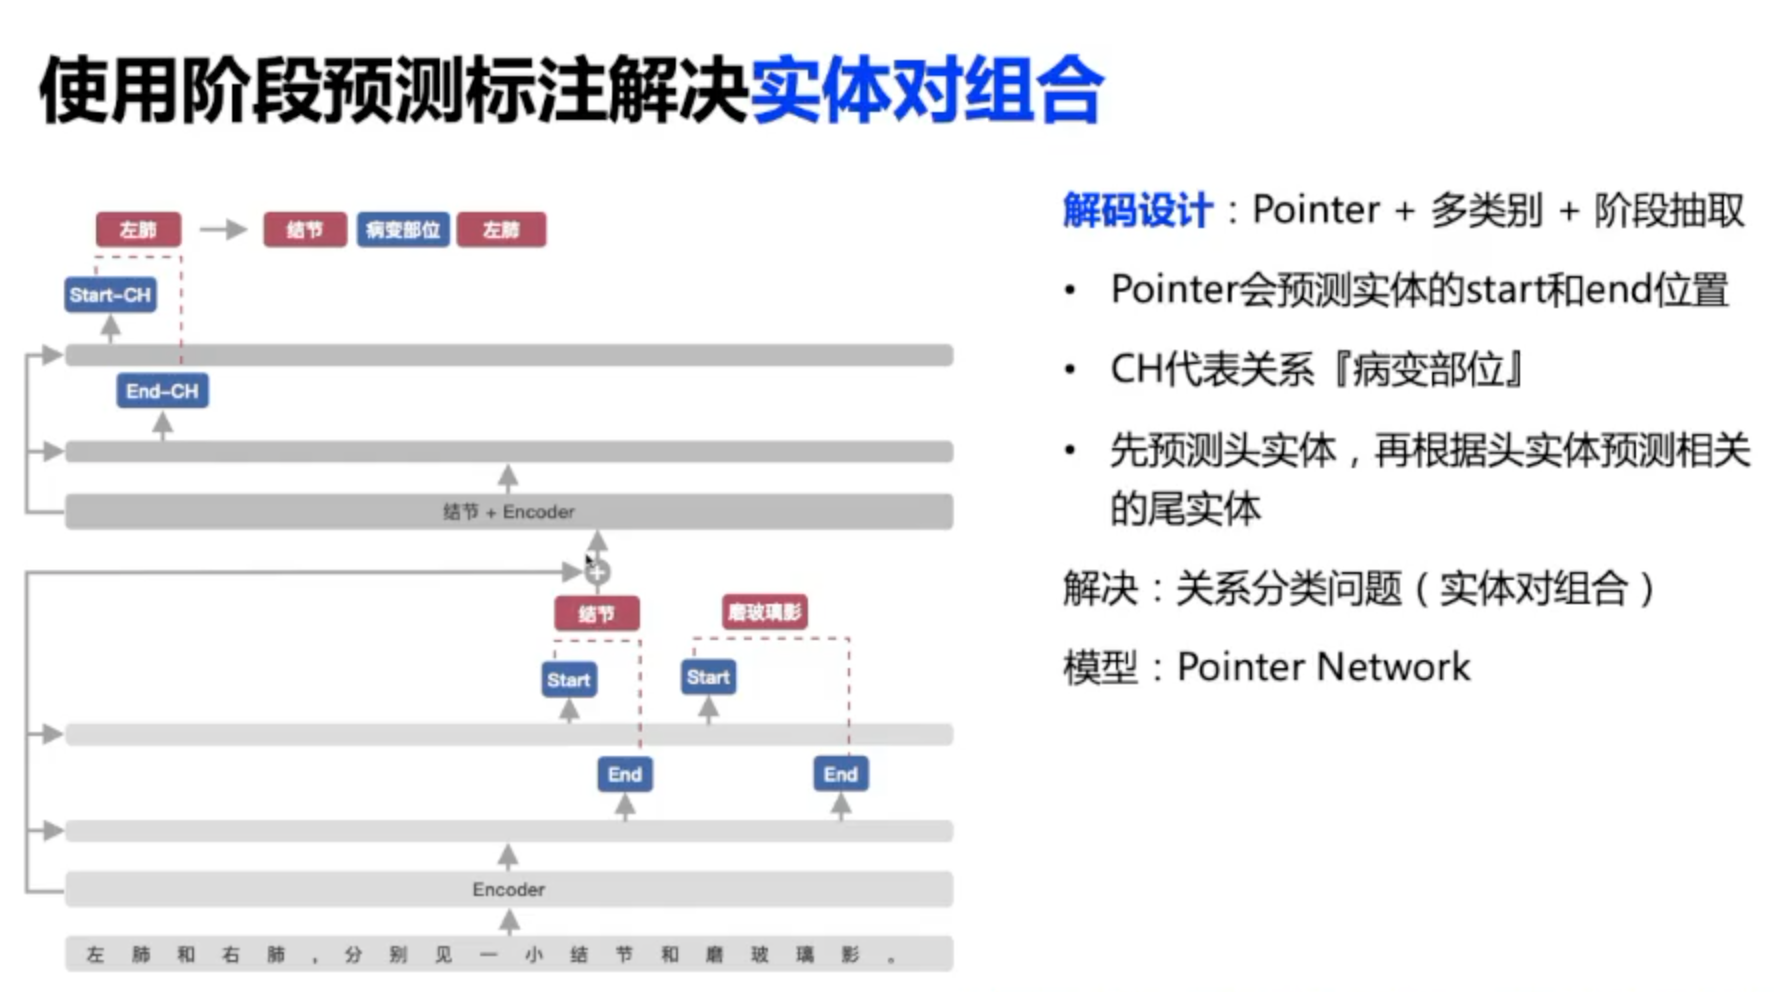 使用阶段预测标注解决实体对组合
左肺 结节 病变部位 左肺
Start-CH
End-CH
结节 + Encoder
结节 磨玻璃影
Start Start
End End
Encoder
左 肺 和 右 肺 , 分 别 见 一 小 结 节 和 磨 玻 璃 影 。
解码设计：Pointer + 多类别 + 阶段抽取
• Pointer会预测实体的start和end位置
• CH代表关系『病变部位』
• 先预测头实体，再根据头实体预测相关
的尾实体
解决：关系分类问题（实体对组合）
模型：Pointer Network